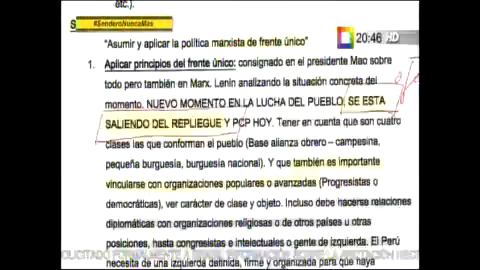 etc.).
#SenderoNuncaMas
20:46 HD
"Asumir y aplicar la política marxista de frente único"
1. Aplicar principios del frente único: consignado en el presidente Mao sobre
todo pero también en Marx. Lenin analizando la situación concreta del
momento. NUEVO MOMENTO EN LA LUCHA DEL PUEBLO, SE ESTA
SALIENDO DEL REPLIEGUE Y PCP HOY. Tener en cuenta que son cuatro
clases las que conforman el pueblo (Base alianza obrero – campesina,
pequeña burguesía, burguesía nacional). Y que también es importante
vincularse con organizaciones populares o avanzadas (Progresistas o
democráticas), ver carácter de clase y objeto. Incluso debe hacerse relaciones
diplomáticas con organizaciones religiosas o de otros países u otras
posiciones, hasta congresistas e intelectuales o gente de izquierda. El Perú
necesita de una izquierda definida, firme y organizada para que haya